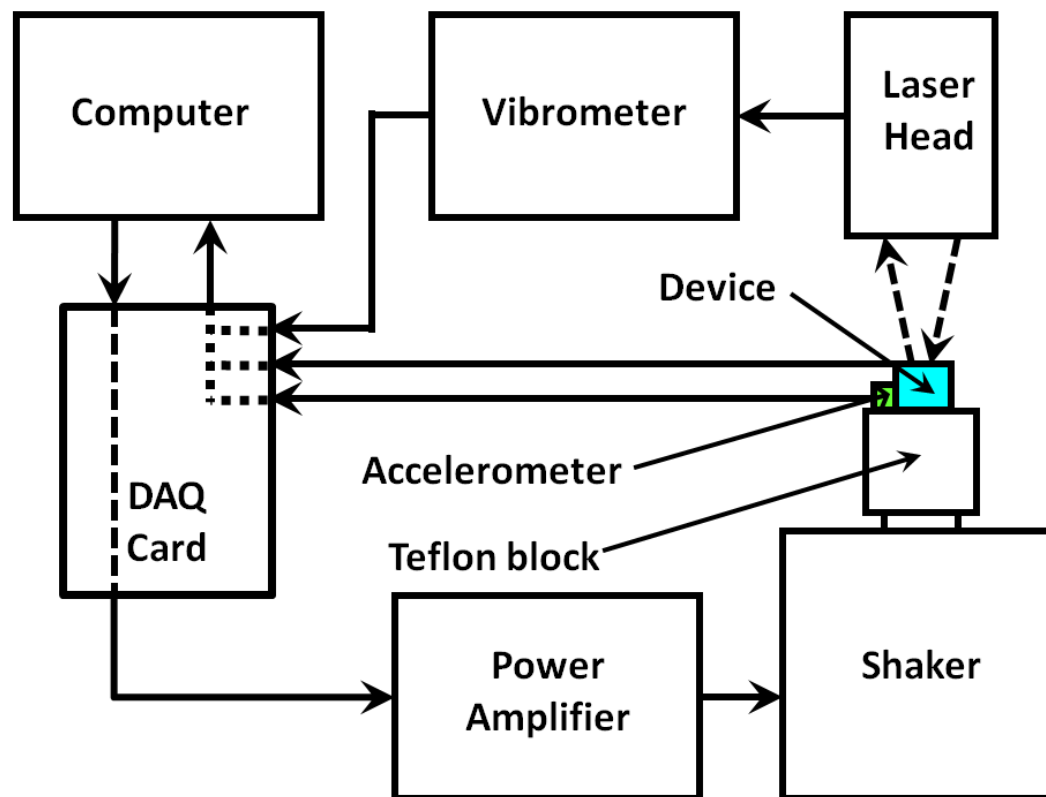 Computer
Vibrometer
Laser
Head
Device
Accelerometer
DAQ
Card
Teflon block
Power
Amplifier
Shaker